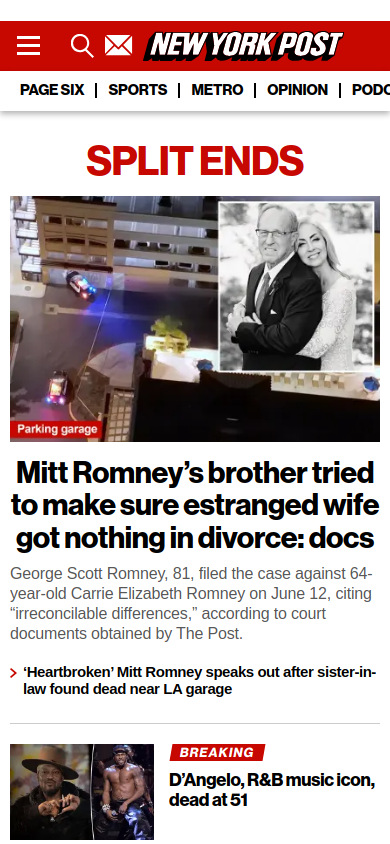 NEW YORK POST
PAGE SIX | SPORTS | METRO | OPINION | PODC
SPLIT ENDS
Parking garage
Mitt Romney’s brother tried
to make sure estranged wife
got nothing in divorce: docs
George Scott Romney, 81, filed the case against 64-
year-old Carrie Elizabeth Romney on June 12, citing
“irreconcilable differences,” according to court
documents obtained by The Post.
‘Heartbroken’ Mitt Romney speaks out after sister-in-
law found dead near LA garage
BREAKING
D’Angelo, R&B music icon,
dead at 51